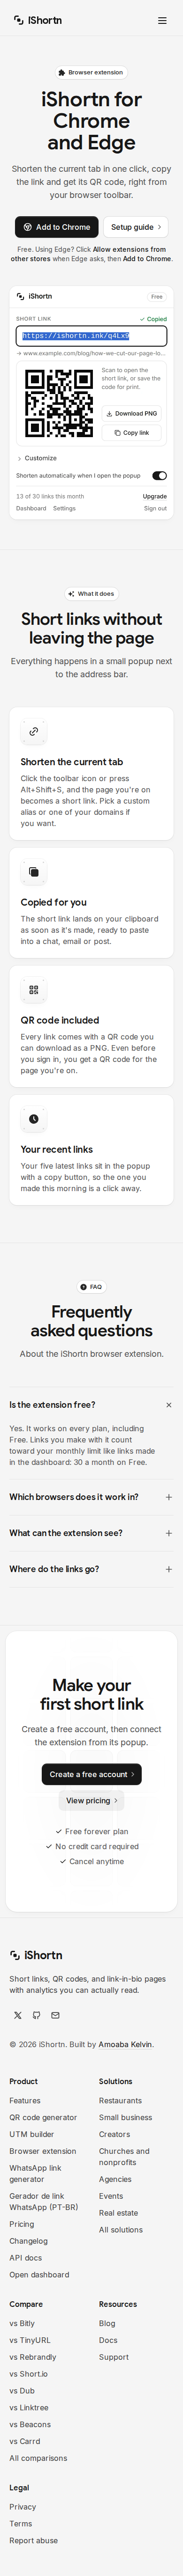 iShortn
Browser extension
iShortn for
Chrome
and Edge
Shorten the current tab in one click, copy
the link and get its QR code, right from
your browser toolbar.
Add to Chrome
Setup guide
Free. Using Edge? Click Allow extensions from
other stores when Edge asks, then Add to Chrome.
iShortn
Free
SHORT LINK
Copied
https://ishortn.ink/q4Lx9
→ www.example.com/blog/how-we-cut-our-page-lo...
Scan to open the
short link, or save the
code for print.
Download PNG
Copy link
Customize
Shorten automatically when I open the popup
13 of 30 links this month
Upgrade
Dashboard
Settings
Sign out
What it does
Short links without
leaving the page
Everything happens in a small popup next
to the address bar.
Shorten the current tab
Click the toolbar icon or press
Alt+Shift+S, and the page you're on
becomes a short link. Pick a custom
alias or one of your domains if
you want.
Copied for you
The short link lands on your clipboard
as soon as it's made, ready to paste
into a chat, email or post.
QR code included
Every link comes with a QR code you
can download as a PNG. Even before
you sign in, you get a QR code for the
page you're on.
Your recent links
Your five latest links sit in the popup
with a copy button, so the one you
made this morning is a click away.
FAQ
Frequently
asked questions
About the iShortn browser extension.
Is the extension free?
Yes. It works on every plan, including
Free. Links you make with it count
toward your monthly limit like links made
in the dashboard: 30 a month on Free.
Which browsers does it work in?
What can the extension see?
Where do the links go?
Make your
first short link
Create a free account, then connect
the extension from its popup.
Create a free account
View pricing
Free forever plan
No credit card required
Cancel anytime
iShortn
Short links, QR codes, and link-in-bio pages
with analytics you can actually read.
© 2026 iShortn. Built by Amoaba Kelvin.
Product
Features
QR code generator
UTM builder
Browser extension
WhatsApp link
generator
Gerador de link
WhatsApp (PT-BR)
Pricing
Changelog
API docs
Open dashboard
Solutions
Restaurants
Small business
Creators
Churches and
nonprofits
Agencies
Events
Real estate
All solutions
Compare
vs Bitly
vs TinyURL
vs Rebrandly
vs Short.io
vs Dub
vs Linktree
vs Beacons
vs Carrd
All comparisons
Resources
Blog
Docs
Support
Legal
Privacy
Terms
Report abuse